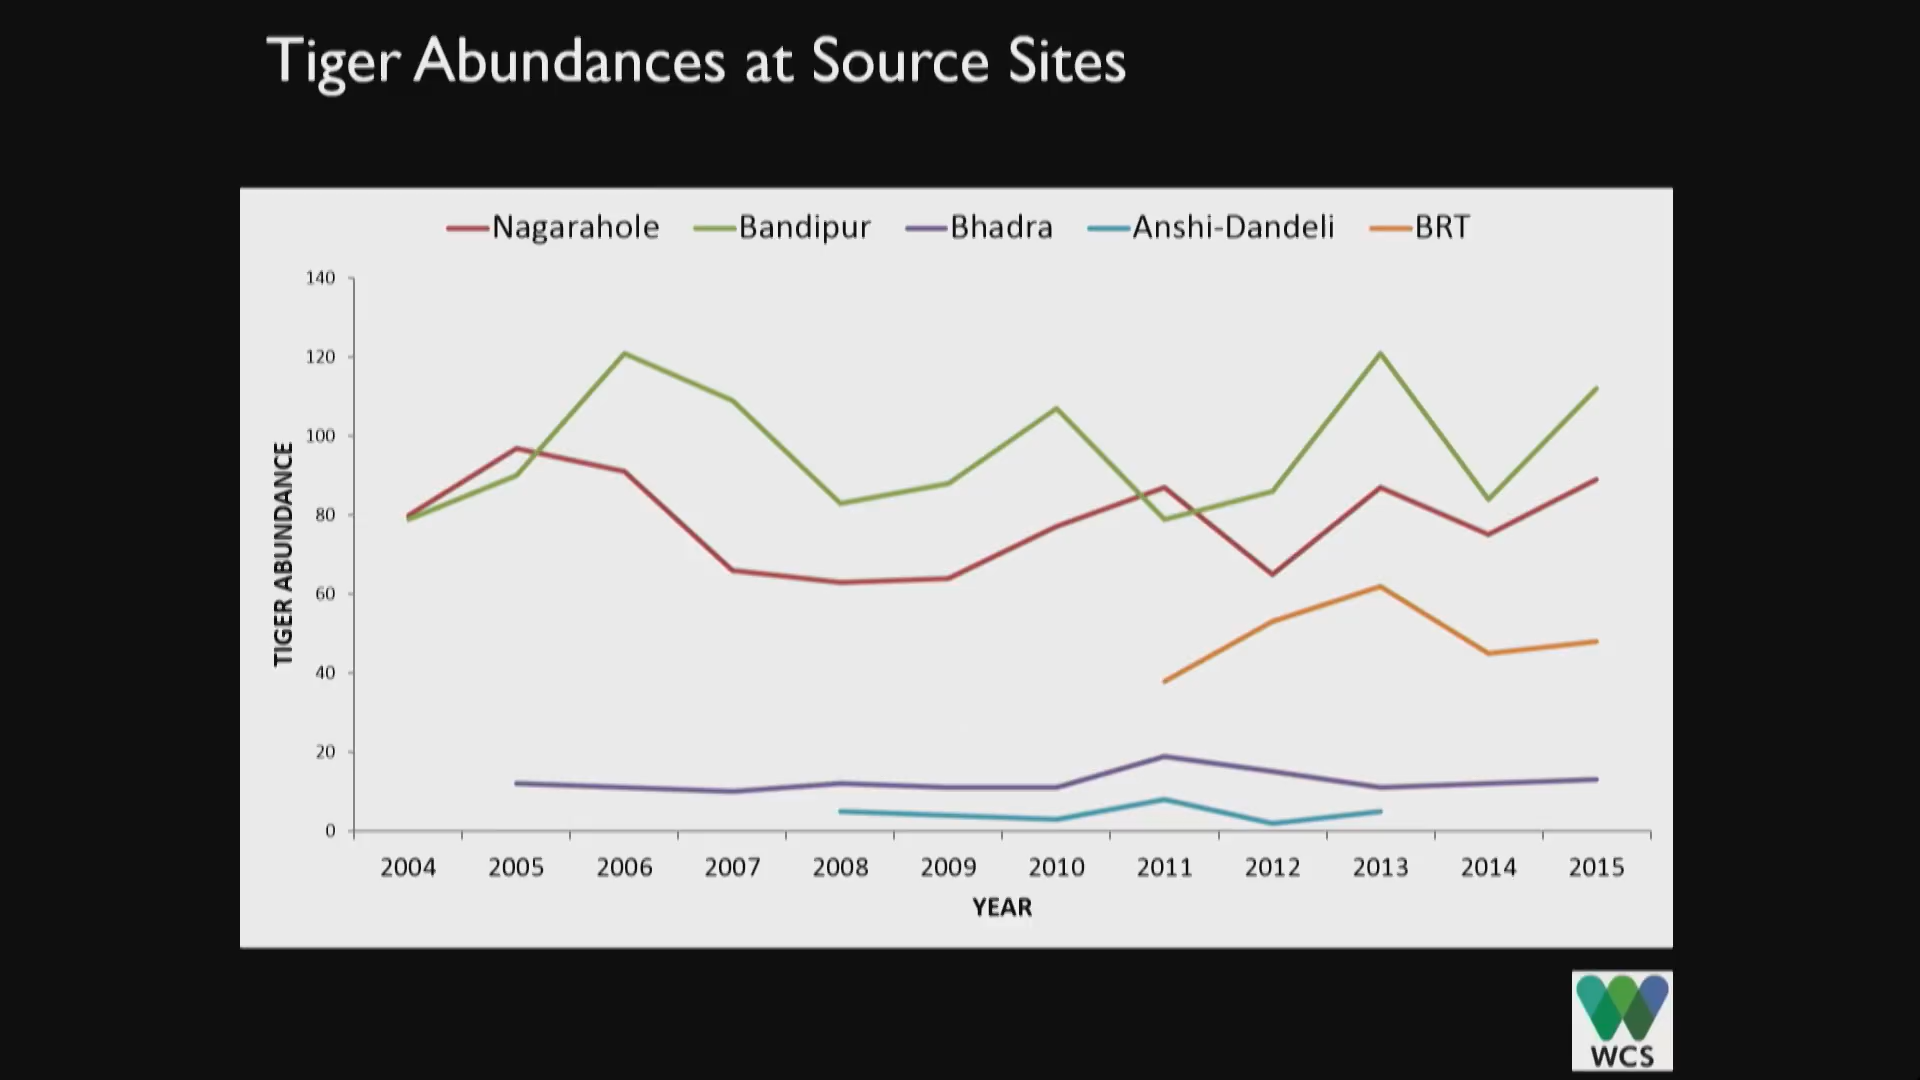 Tiger Abundances at Source Sites
Nagarahole Bandipur Bhadra Anshi-Dandeli BRT
140
120
100
80
60
40
20
0
TIGER ABUNDANCE
2004 2005 2006 2007 2008 2009 2010 2011 2012 2013 2014 2015
YEAR
WCS